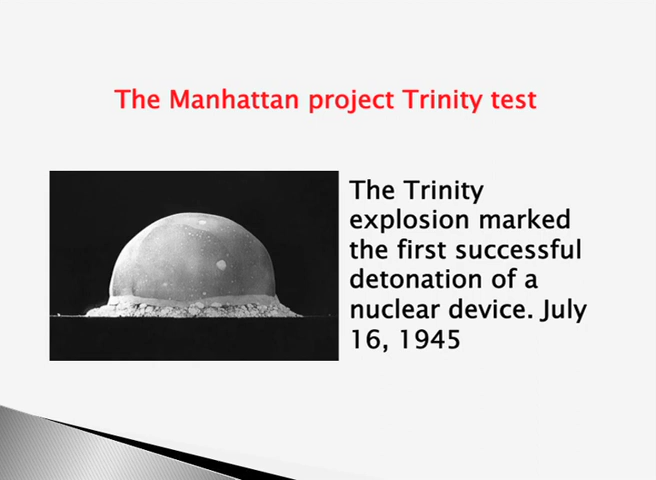 The Manhattan project Trinity test
The Trinity
explosion marked
the first successful
detonation of a
nuclear device. July
16, 1945